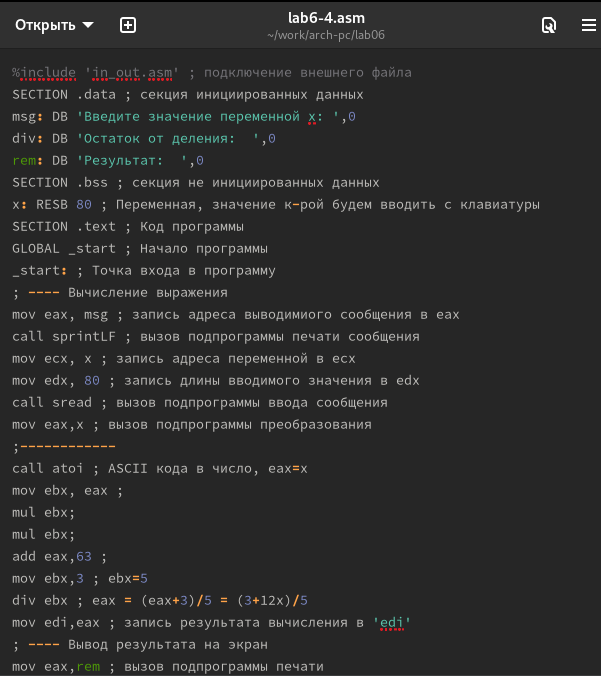 Открыть
lab6-4.asm
~/work/arch-pc/lab06
%include 'in_out.asm' ; подключение внешнего файла
SECTION .data ; секция инициированных данных
msg: DB 'Введите значение переменной x: ',0
div: DB 'Остаток от деления:  ',0
rem: DB 'Результат:  ',0
SECTION .bss ; секция не инициированных данных
x: RESB 80 ; Переменная, значение к-рой будем вводить с клавиатуры
SECTION .text ; Код программы
GLOBAL _start ; Начало программы
_start: ; Точка входа в программу
; ---- Вычисление выражения
mov eax, msg ; запись адреса выводимиого сообщения в eax
call sprintLF ; вызов подпрограммы печати сообщения
mov ecx, x ; запись адреса переменной в ecx
mov edx, 80 ; запись длины вводимого значения в edx
call sread ; вызов подпрограммы ввода сообщения
mov eax,x ; вызов подпрограммы преобразования
;------------
call atoi ; ASCII кода в число, eax=x
mov ebx, eax ;
mul ebx;
mul ebx;
add eax,63 ;
mov ebx,3 ; ebx=5
div ebx ; eax = (eax+3)/5 = (3+12x)/5
mov edi,eax ; запись результата вычисления в 'edi'
; ---- Вывод результата на экран
mov eax,rem ; вызов подпрограммы печати